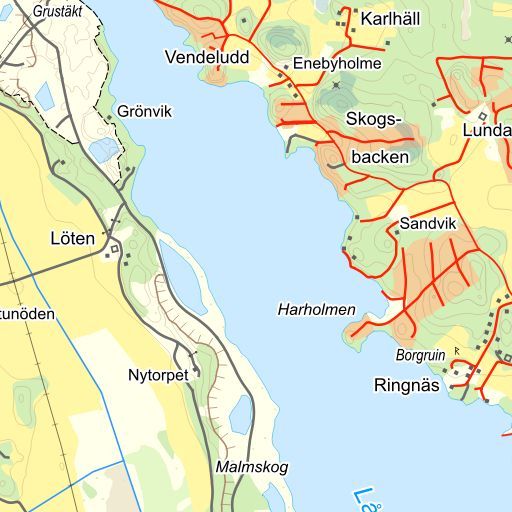 Grustäkt
Karlhäll
Vendeludd
Enebyholme
Grönvik
Skogs-
backen
Lunda
Sandvik
Löten
Harholmen
tunöden
Borgruin
Nytorpet
Ringnäs
Malmskog
Lå